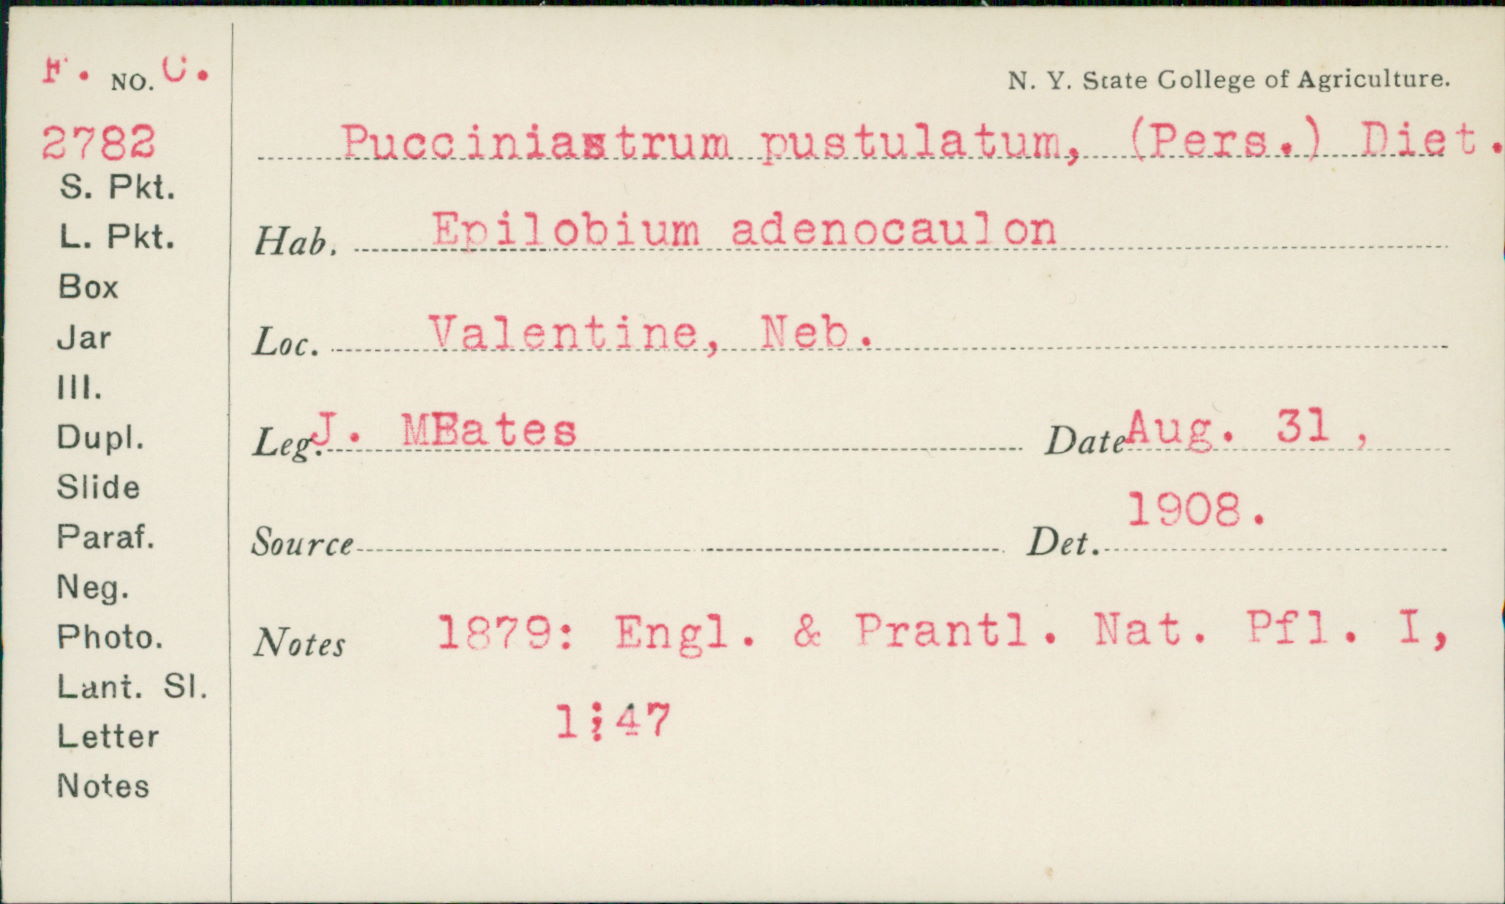 F. NO. C.
2782
S. Pkt.
L. Pkt.
Box
Jar
Ill.
Dupl.
Slide
Paraf.
Neg.
Photo.
Lant. Sl.
Letter
Notes
N. Y. State College of Agriculture.
Pucciniastrum pustulatum, (Pers.) Diet.
Hab. Epilobium adenocaulon
Loc. Valentine, Neb.
Leg. J. MBates Date Aug. 31,
1908.
Source Det.
Notes 1879: Engl. & Prantl. Nat. Pfl. I,
1;47